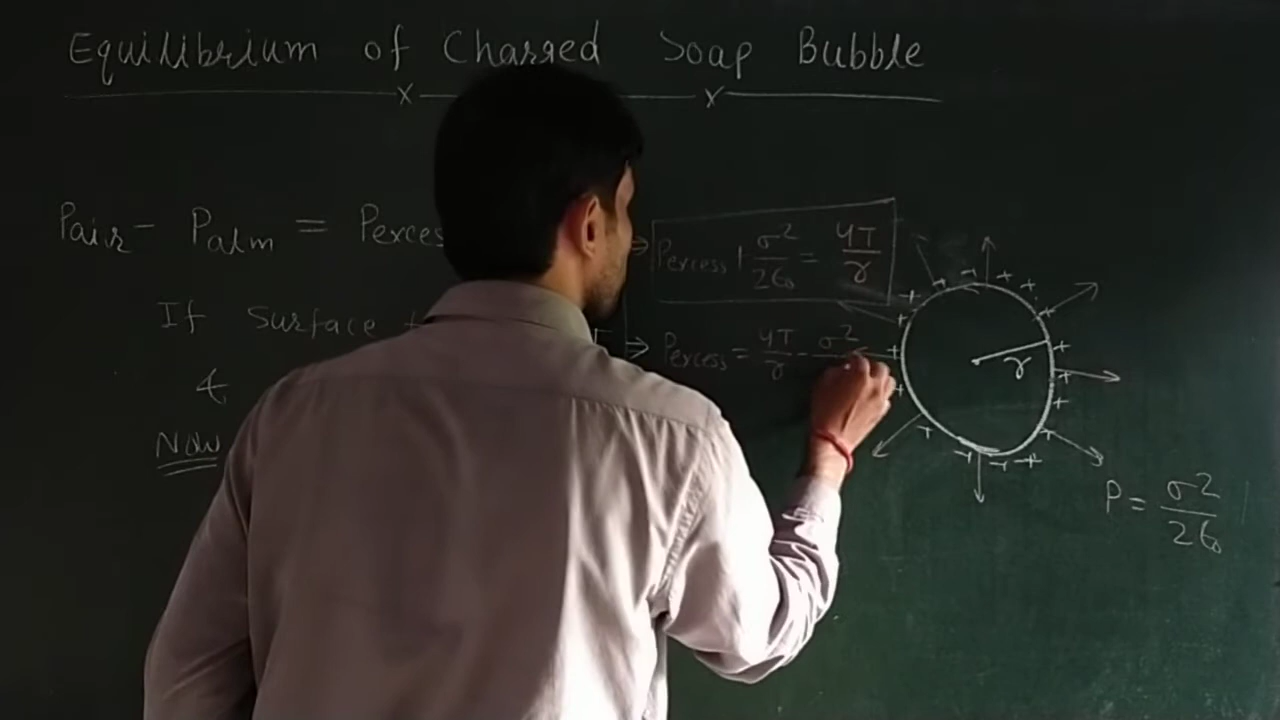 Equilibrium of Charged Soap Bubble
Pair - Patm = Pexces
⇒ Pexcess + σ²/2ε₀ = 4T/r
If surface
⇒ Pexcess = 4T/r - σ²
&
Now
r
P = σ²/2ε₀
+ + + + + + + + + + + + + + + + +